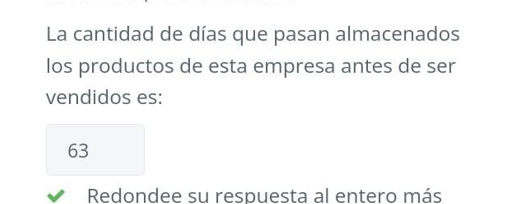 La cantidad de días que pasan almacenados
los productos de esta empresa antes de ser
vendidos es:
63
Redondee su respuesta al entero más